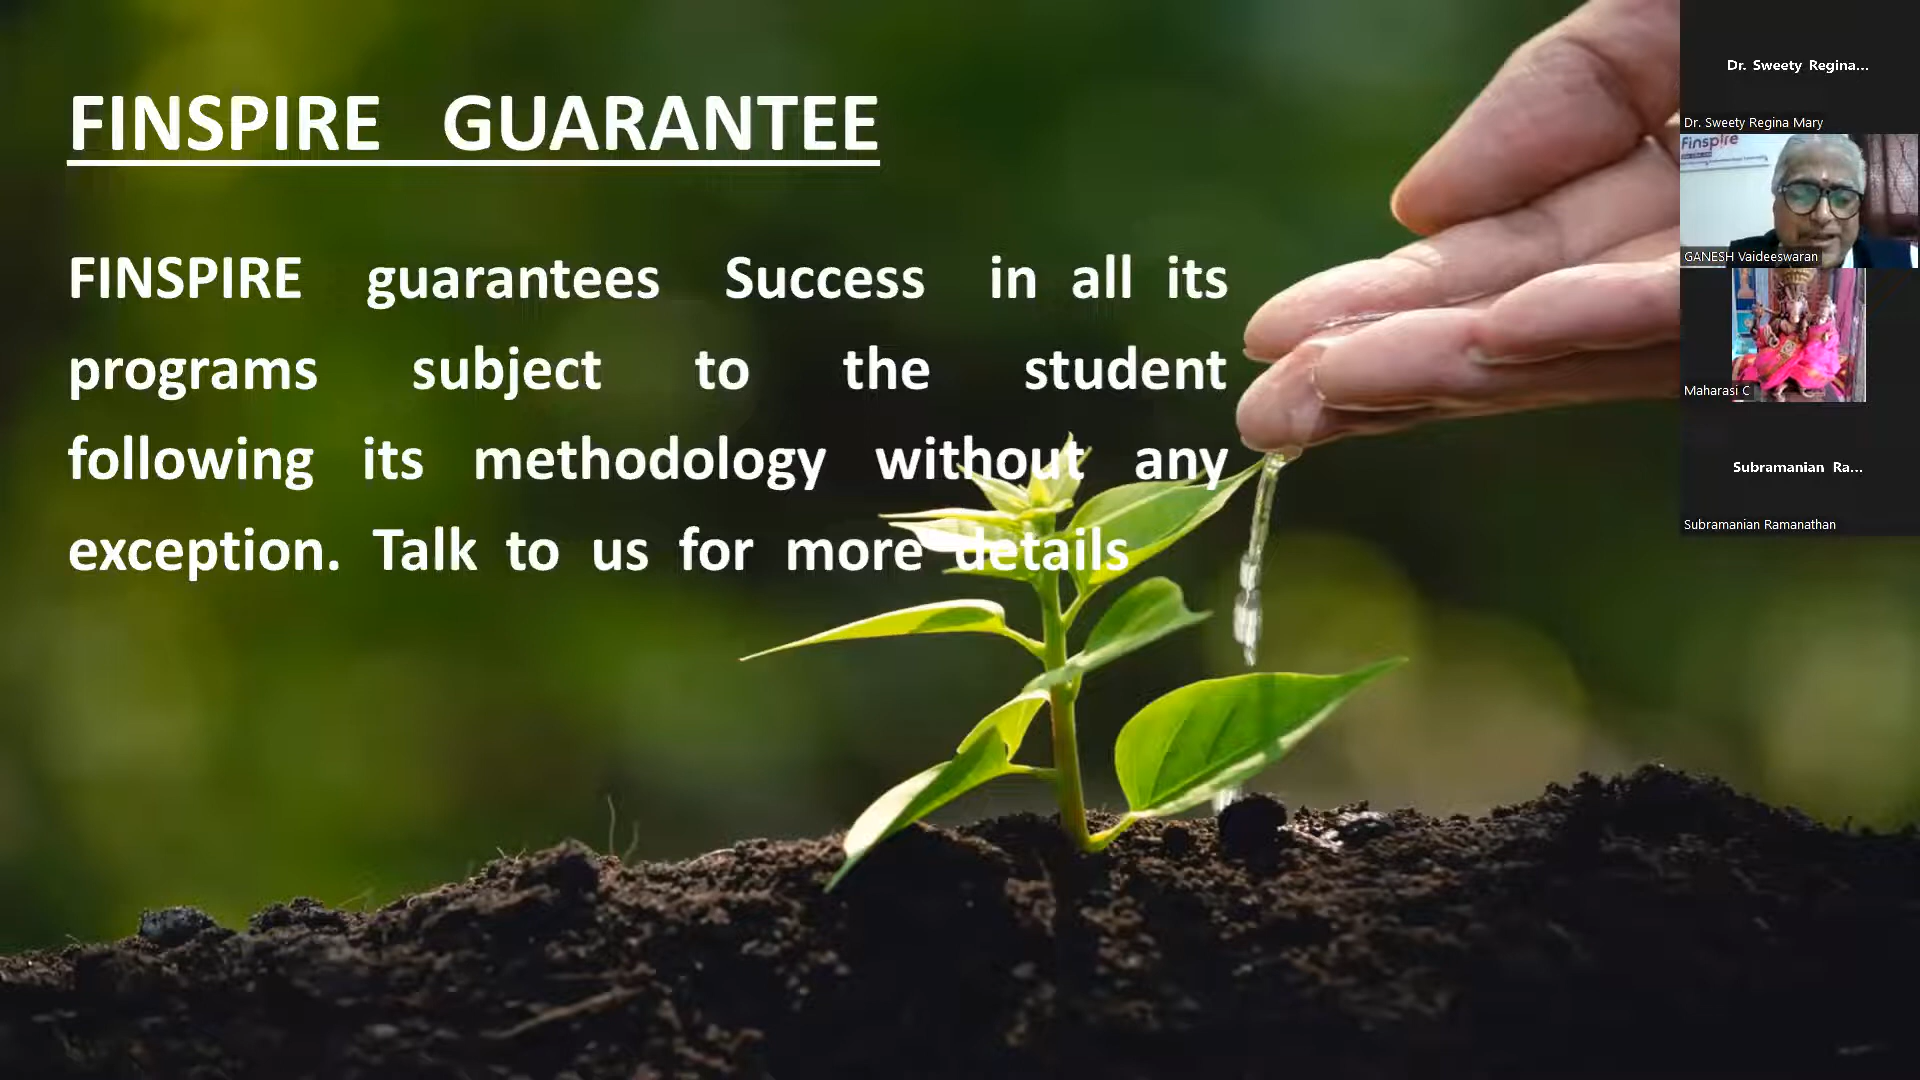 FINSPIRE GUARANTEE
FINSPIRE guarantees Success in all its
programs subject to the student
following its methodology without any
exception. Talk to us for more details
Dr. Sweety Regina...
Dr. Sweety Regina Mary
Finspire
GANESH Vaideeswaran
Maharasi C
Subramanian Ra...
Subramanian Ramanathan